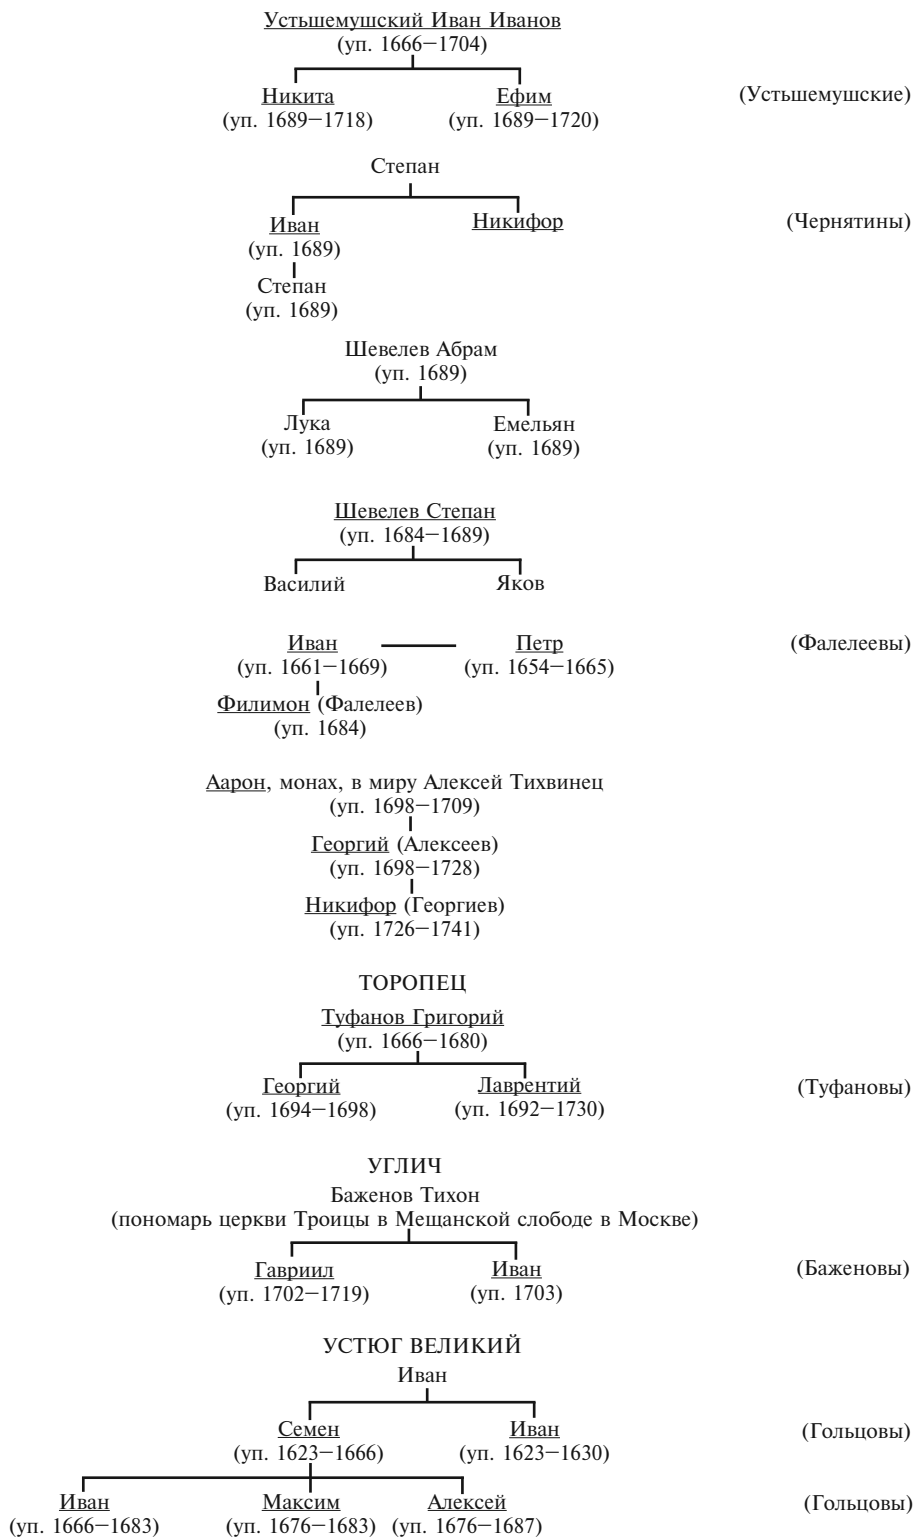 Устьшемушский Иван Иванов
(уп. 1666—1704)
Никита Ефим (Устьшемушские)
(уп. 1689—1718) (уп. 1689—1720)
Степан
Иван Никифор (Чернятины)
(уп. 1689)
Степан
(уп. 1689)
Шевелев Абрам
(уп. 1689)
Лука Емельян
(уп. 1689) (уп. 1689)
Шевелев Степан
(уп. 1684—1689)
Василий Яков
Иван Петр (Фалелеевы)
(уп. 1661—1669) (уп. 1654—1665)
Филимон (Фалелеев)
(уп. 1684)
Аарон, монах, в миру Алексей Тихвинец
(уп. 1698—1709)
Георгий (Алексеев)
(уп. 1698—1728)
Никифор (Георгиев)
(уп. 1726—1741)
ТОРОПЕЦ
Туфанов Григорий
(уп. 1666—1680)
Георгий Лаврентий (Туфановы)
(уп. 1694—1698) (уп. 1692—1730)
УГЛИЧ
Баженов Тихон
(пономарь церкви Троицы в Мещанской слободе в Москве)
Гавриил Иван (Баженовы)
(уп. 1702—1719) (уп. 1703)
УСТЮГ ВЕЛИКИЙ
Иван
Семен Иван (Гольцовы)
(уп. 1623—1666) (уп. 1623—1630)
Иван Максим Алексей (Гольцовы)
(уп. 1666—1683) (уп. 1676—1683) (уп. 1676—1687)